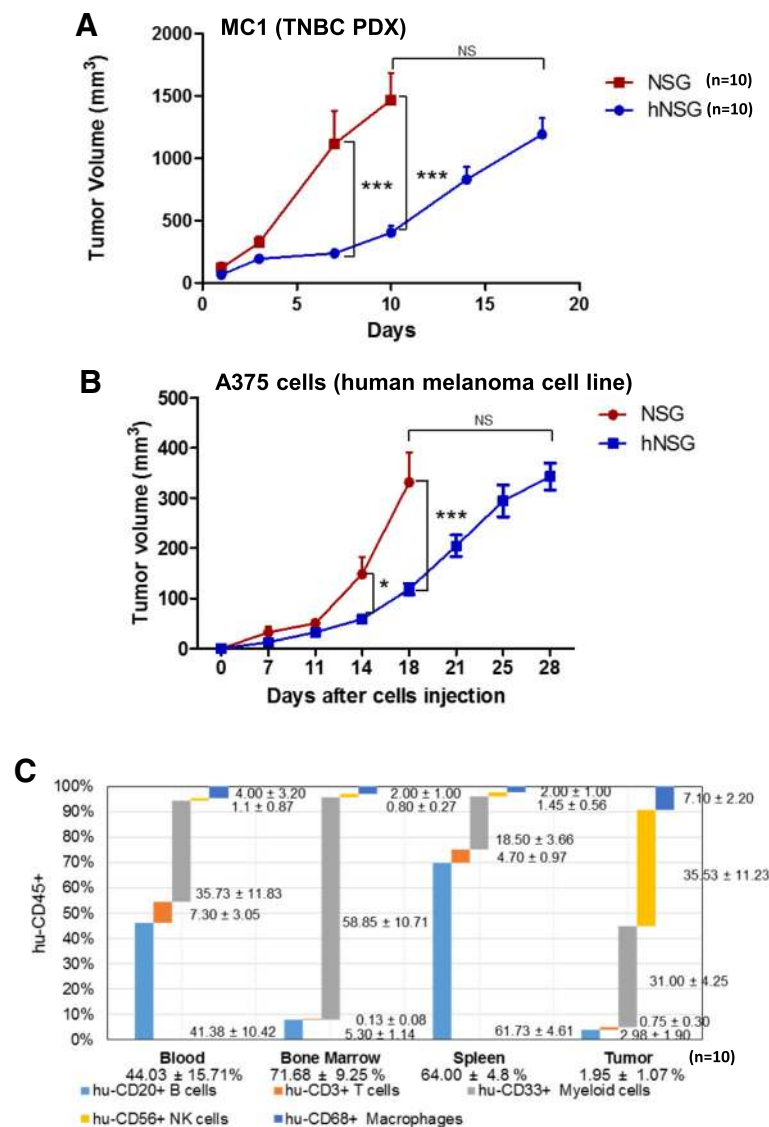 A
MC1 (TNBC PDX)
2000
1500
1000
500
0
Tumor Volume (mm³)
NS
***
***
NSG (n=10)
hNSG (n=10)
0 5 10 15 20
Days
B
A375 cells (human melanoma cell line)
500
400
300
200
100
0
Tumor volume (mm³)
NS
***
*
NSG
hNSG
0 7 11 14 18 21 25 28
Days after cells injection
C
100%
90%
80%
70%
60%
50%
40%
30%
20%
10%
0%
hu-CD45+
4.00 ± 3.20
1.1 ± 0.87
35.73 ± 11.83
7.30 ± 3.05
41.38 ± 10.42
2.00 ± 1.00
0.80 ± 0.27
58.85 ± 10.71
0.13 ± 0.08
5.30 ± 1.14
2.00 ± 1.00
1.45 ± 0.56
18.50 ± 3.66
4.70 ± 0.97
61.73 ± 4.61
7.10 ± 2.20
35.53 ± 11.23
31.00 ± 4.25
0.75 ± 0.30
2.98 ± 1.90
Blood Bone Marrow Spleen Tumor (n=10)
44.03 ± 15.71% 71.68 ± 9.25 % 64.00 ± 4.8 % 1.95 ± 1.07%
hu-CD20+ B cells hu-CD3+ T cells hu-CD33+ Myeloid cells
hu-CD56+ NK cells hu-CD68+ Macrophages